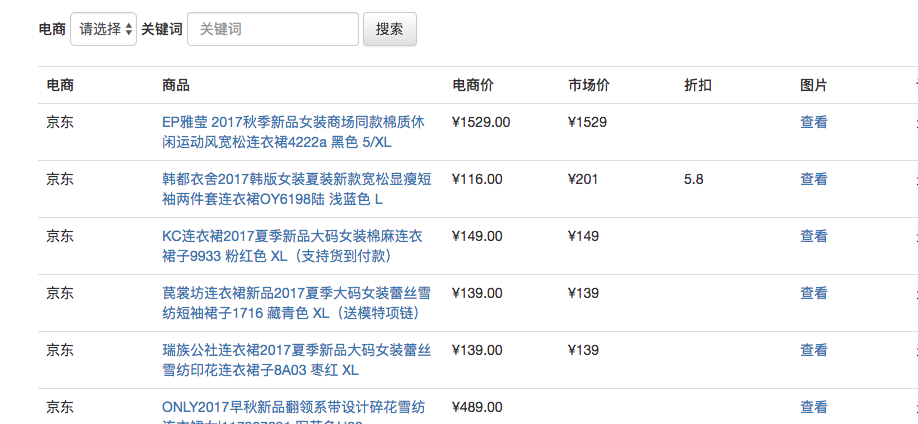 电商 请选择 关键词 关键词 搜索
电商 商品 电商价 市场价 折扣 图片
京东 EP雅莹 2017秋季新品女装商场同款棉质休 ¥1529.00 ¥1529 查看
闲运动风宽松连衣裙4222a 黑色 5/XL
京东 韩都衣舍2017韩版女装夏装新款宽松显瘦短 ¥116.00 ¥201 5.8 查看
袖两件套连衣裙OY6198陆 浅蓝色 L
京东 KC连衣裙2017夏季新品大码女装棉麻连衣 ¥149.00 ¥149 查看
裙子9933 粉红色 XL（支持货到付款）
京东 茛裳坊连衣裙新品2017夏季大码女装蕾丝雪 ¥139.00 ¥139 查看
纺短袖裙子1716 藏青色 XL（送模特项链）
京东 瑞族公社连衣裙2017夏季新品大码女装蕾丝 ¥139.00 ¥139 查看
雪纺印花连衣裙子8A03 枣红 XL
京东 ONLY2017早秋新品翻领系带设计碎花雪纺 ¥489.00 查看